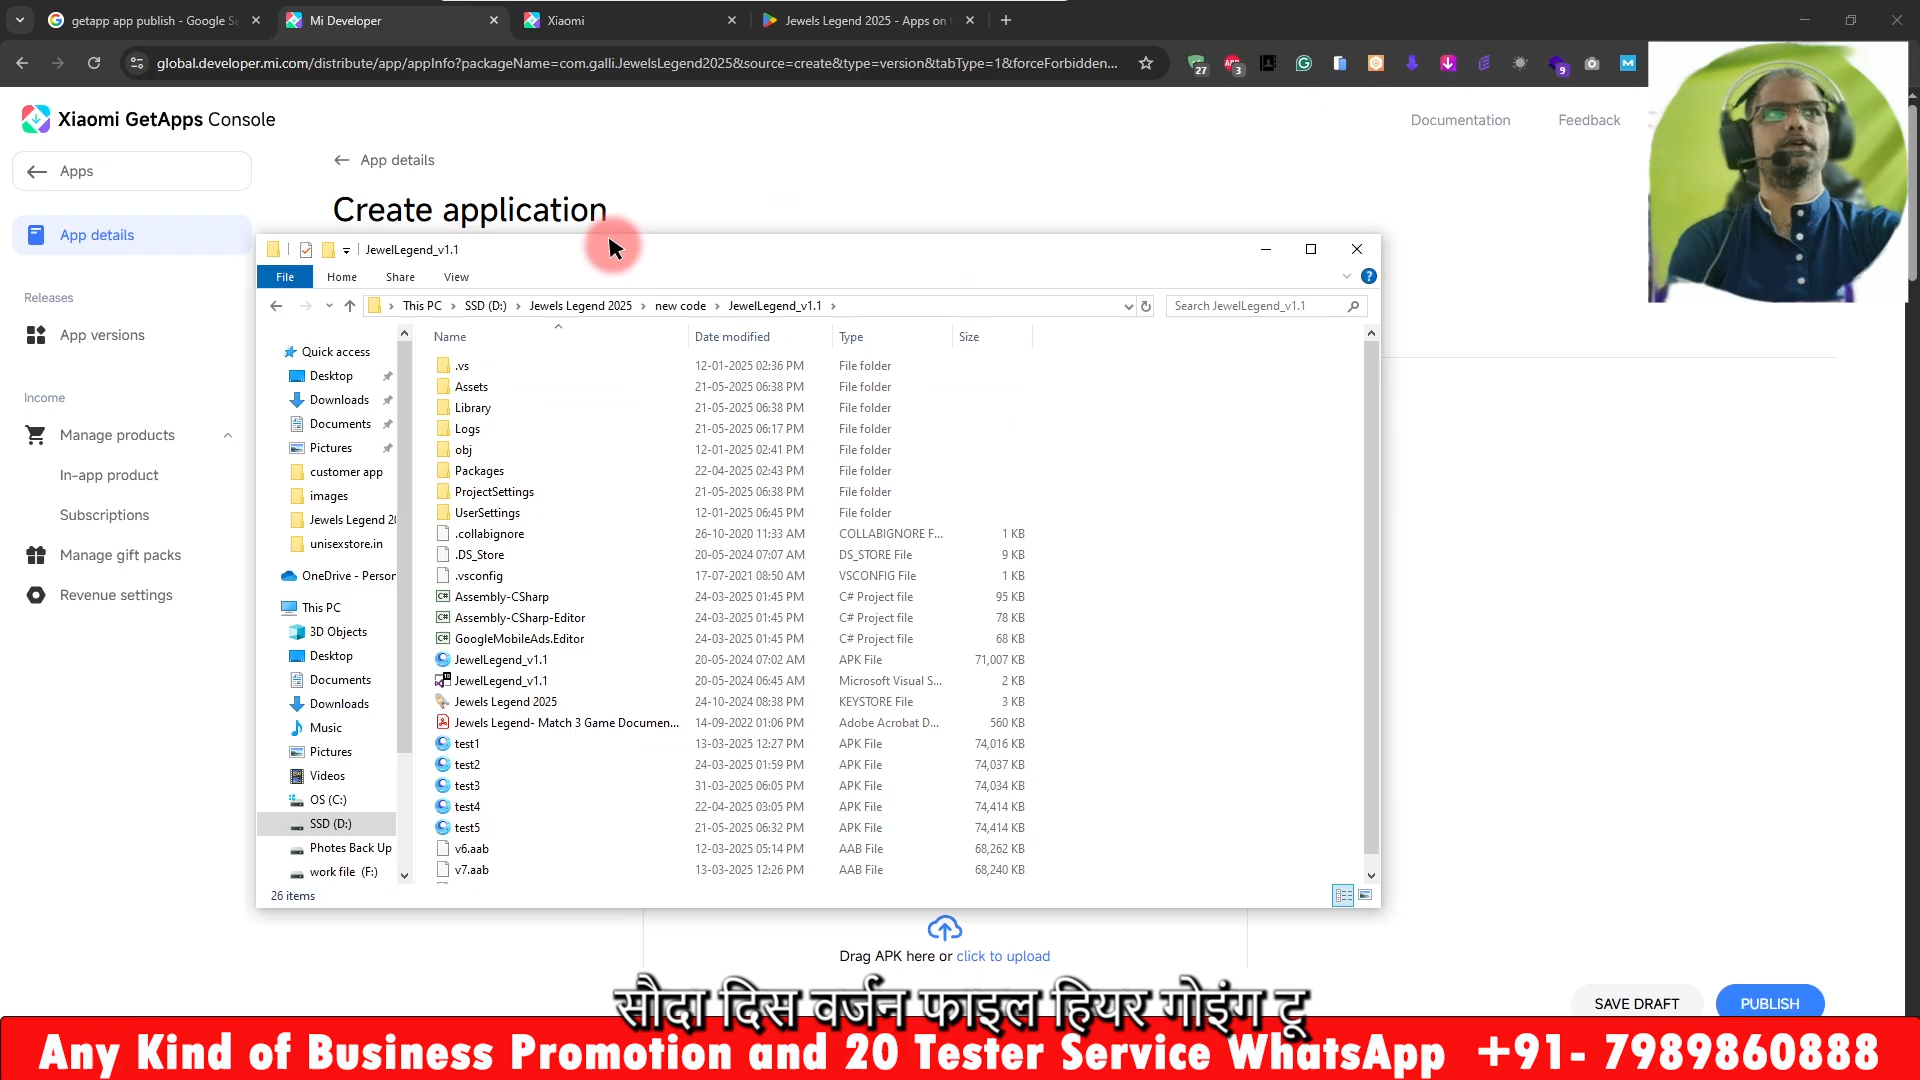 getapp app publish - Google Se
Mi Developer
Xiaomi
Jewels Legend 2025 - Apps on
global.developer.mi.com/distribute/app/appInfo?packageName=com.galli.JewelsLegend2025&source=create&type=version&tabType=1&forceForbidden...
27
3
9
Xiaomi GetApps Console
Documentation
Feedback
Apps
App details
App details
Create application
Releases
App versions
Income
Manage products
In-app product
Subscriptions
Manage gift packs
Revenue settings
JewelLegend_v1.1
File
Home
Share
View
This PC
SSD (D:)
Jewels Legend 2025
new code
JewelLegend_v1.1
Search JewelLegend_v1.1
Quick access
Desktop
Downloads
Documents
Pictures
customer app
images
Jewels Legend 20
unisexstore.in
OneDrive - Person
This PC
3D Objects
Desktop
Documents
Downloads
Music
Pictures
Videos
OS (C:)
SSD (D:)
Photes Back Up
work file (F:)
Name Date modified Type Size
.vs 12-01-2025 02:36 PM File folder
Assets 21-05-2025 06:38 PM File folder
Library 21-05-2025 06:38 PM File folder
Logs 21-05-2025 06:17 PM File folder
obj 12-01-2025 02:41 PM File folder
Packages 22-04-2025 02:43 PM File folder
ProjectSettings 21-05-2025 06:38 PM File folder
UserSettings 12-01-2025 06:45 PM File folder
.collabignore 26-10-2020 11:33 AM COLLABIGNORE F... 1 KB
.DS_Store 20-05-2024 07:07 AM DS_STORE File 9 KB
.vsconfig 17-07-2021 08:50 AM VSCONFIG File 1 KB
Assembly-CSharp 24-03-2025 01:45 PM C# Project file 95 KB
Assembly-CSharp-Editor 24-03-2025 01:45 PM C# Project file 78 KB
GoogleMobileAds.Editor 24-03-2025 01:45 PM C# Project file 68 KB
JewelLegend_v1.1 20-05-2024 07:02 AM APK File 71,007 KB
JewelLegend_v1.1 20-05-2024 06:45 AM Microsoft Visual S... 2 KB
Jewels Legend 2025 24-10-2024 08:38 PM KEYSTORE File 3 KB
Jewels Legend- Match 3 Game Documen... 14-09-2022 01:06 PM Adobe Acrobat D... 560 KB
test1 13-03-2025 12:27 PM APK File 74,016 KB
test2 24-03-2025 01:59 PM APK File 74,037 KB
test3 31-03-2025 06:05 PM APK File 74,034 KB
test4 22-04-2025 03:05 PM APK File 74,414 KB
test5 21-05-2025 06:32 PM APK File 74,414 KB
v6.aab 12-03-2025 05:14 PM AAB File 68,262 KB
v7.aab 13-03-2025 12:26 PM AAB File 68,240 KB
26 items
Drag APK here or click to upload
SAVE DRAFT
PUBLISH
सौदा दिस वर्जन फाइल हियर गोइंग टू
Any Kind of Business Promotion and 20 Tester Service WhatsApp +91- 7989860888